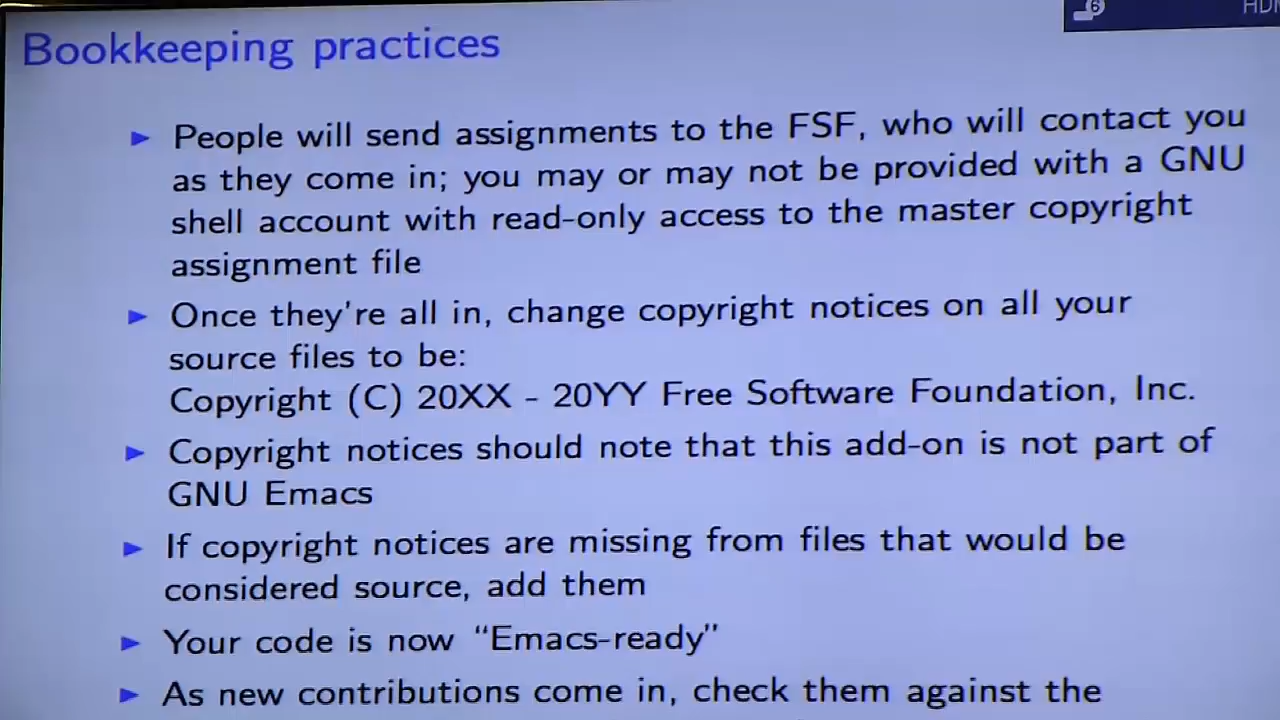 6
Bookkeeping practices
People will send assignments to the FSF, who will contact you
as they come in; you may or may not be provided with a GNU
shell account with read-only access to the master copyright
assignment file
Once they're all in, change copyright notices on all your
source files to be:
Copyright (C) 20XX - 20YY Free Software Foundation, Inc.
Copyright notices should note that this add-on is not part of
GNU Emacs
If copyright notices are missing from files that would be
considered source, add them
Your code is now “Emacs-ready”
As new contributions come in, check them against the